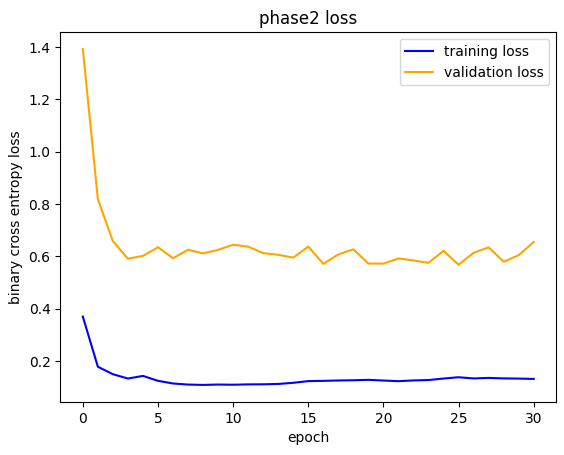 phase2 loss
training loss
validation loss
binary cross entropy loss
1.4
1.2
1.0
0.8
0.6
0.4
0.2
0 5 10 15 20 25 30
epoch